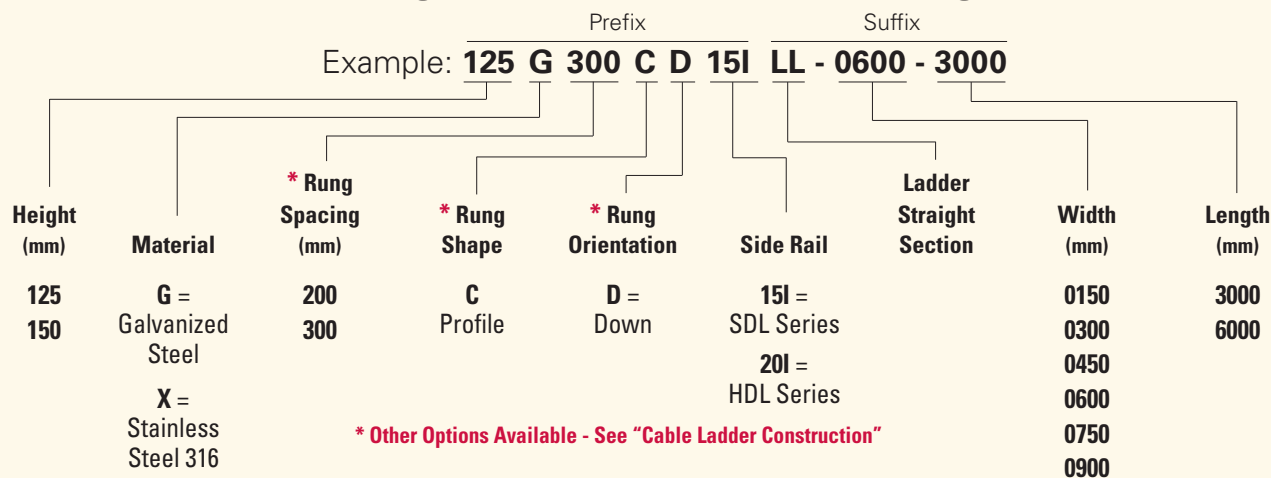 Prefix Suffix
Example: 125 G 300 C D 15I LL - 0600 - 3000
Height
(mm)
125
150
Material
G =
Galvanized
Steel
X =
Stainless
Steel 316
* Rung
Spacing
(mm)
200
300
* Rung
Shape
C
Profile
* Rung
Orientation
D =
Down
Side Rail
15I =
SDL Series
20I =
HDL Series
Ladder
Straight
Section
Width
(mm)
0150
0300
0450
0600
0750
0900
Length
(mm)
3000
6000
* Other Options Available - See “Cable Ladder Construction”